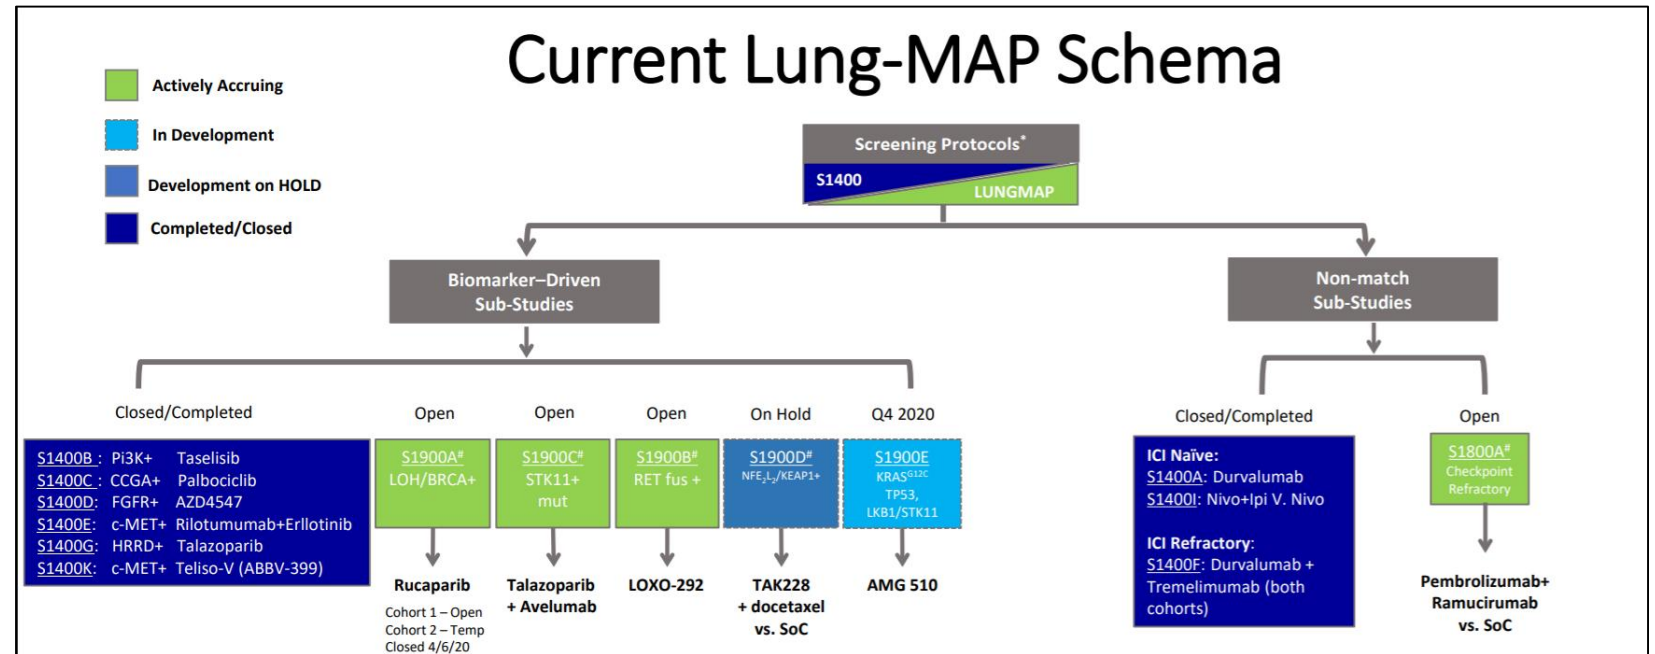 Current Lung-MAP Schema
Actively Accruing
In Development
Development on HOLD
Completed/Closed
Screening Protocols*
S1400
LUNGMAP
Biomarker–Driven
Sub-Studies
Non-match
Sub-Studies
Closed/Completed
S1400B : Pi3K+ Taselisib
S1400C : CCGA+ Palbociclib
S1400D: FGFR+ AZD4547
S1400E: c-MET+ Rilotumumab+Erllotinib
S1400G: HRRD+ Talazoparib
S1400K: c-MET+ Teliso-V (ABBV-399)
Open
S1900A#
LOH/BRCA+
Rucaparib
Cohort 1 – Open
Cohort 2 – Temp
Closed 4/6/20
Open
S1900C#
STK11+
mut
Talazoparib
+ Avelumab
Open
S1900B#
RET fus +
LOXO-292
On Hold
S1900D#
NFE₂L₂/KEAP1+
TAK228
+ docetaxel
vs. SoC
Q4 2020
S1900E
KRASᴳ¹²ᶜ
TP53,
LKB1/STK11
AMG 510
Closed/Completed
ICI Naïve:
S1400A: Durvalumab
S1400I: Nivo+Ipi V. Nivo
ICI Refractory:
S1400F: Durvalumab +
Tremelimumab (both
cohorts)
Open
S1800A#
Checkpoint
Refractory
Pembrolizumab+
Ramucirumab
vs. SoC